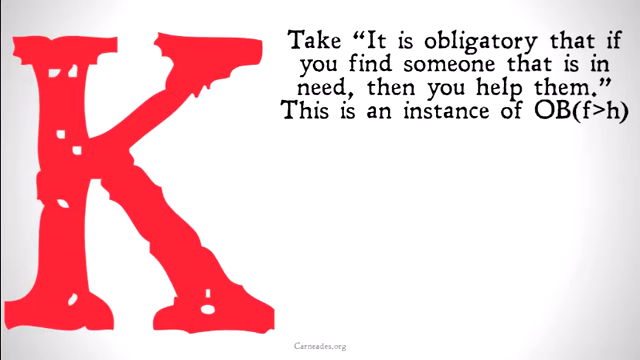 K
Take “It is obligatory that if
you find someone that is in
need, then you help them.”
This is an instance of OB(f>h)
Carneades.org